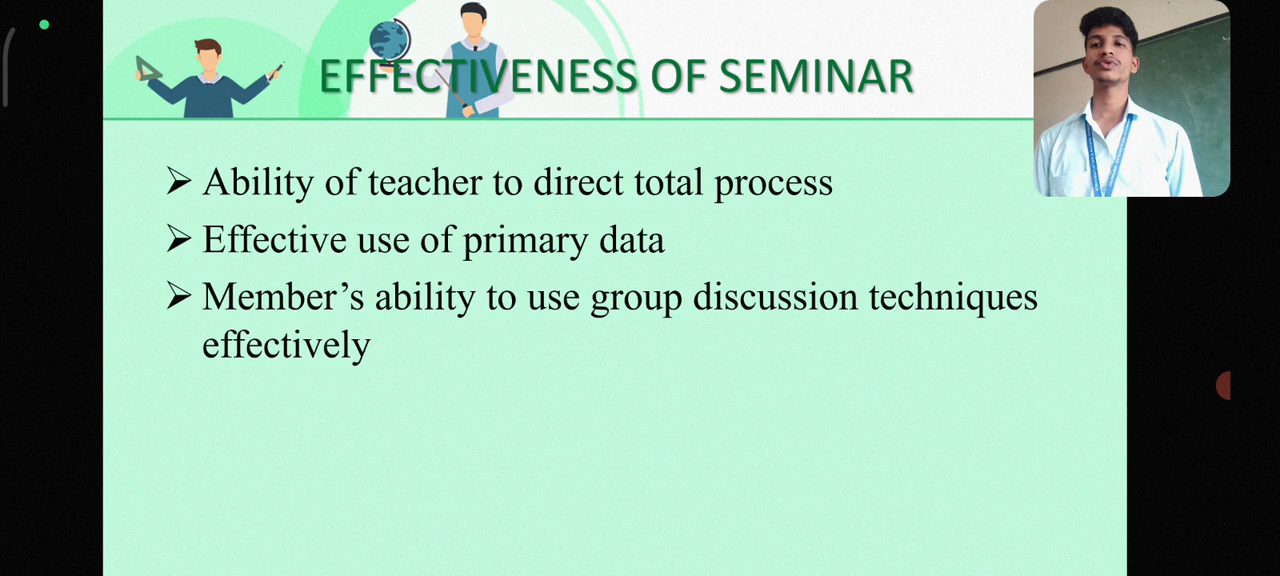 EFFECTIVENESS OF SEMINAR
➢ Ability of teacher to direct total process
➢ Effective use of primary data
➢ Member’s ability to use group discussion techniques
effectively